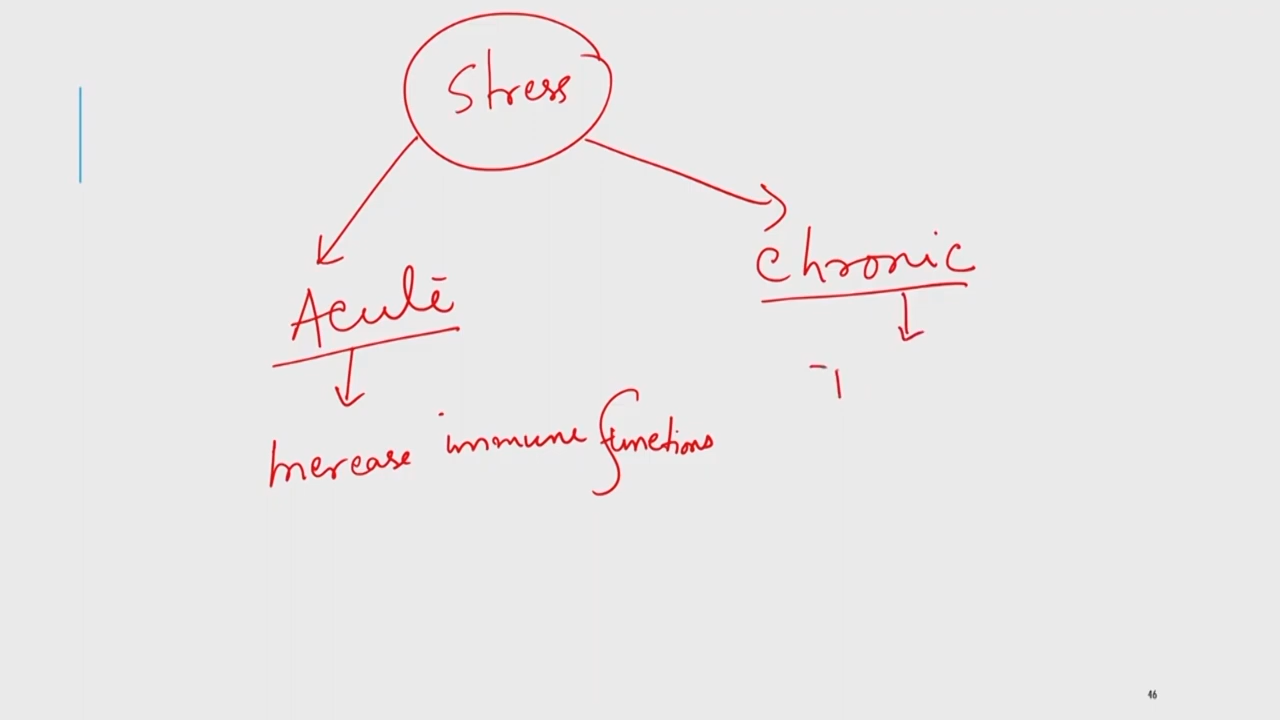 Stress
Acute
Chronic
Increase immune functions
46